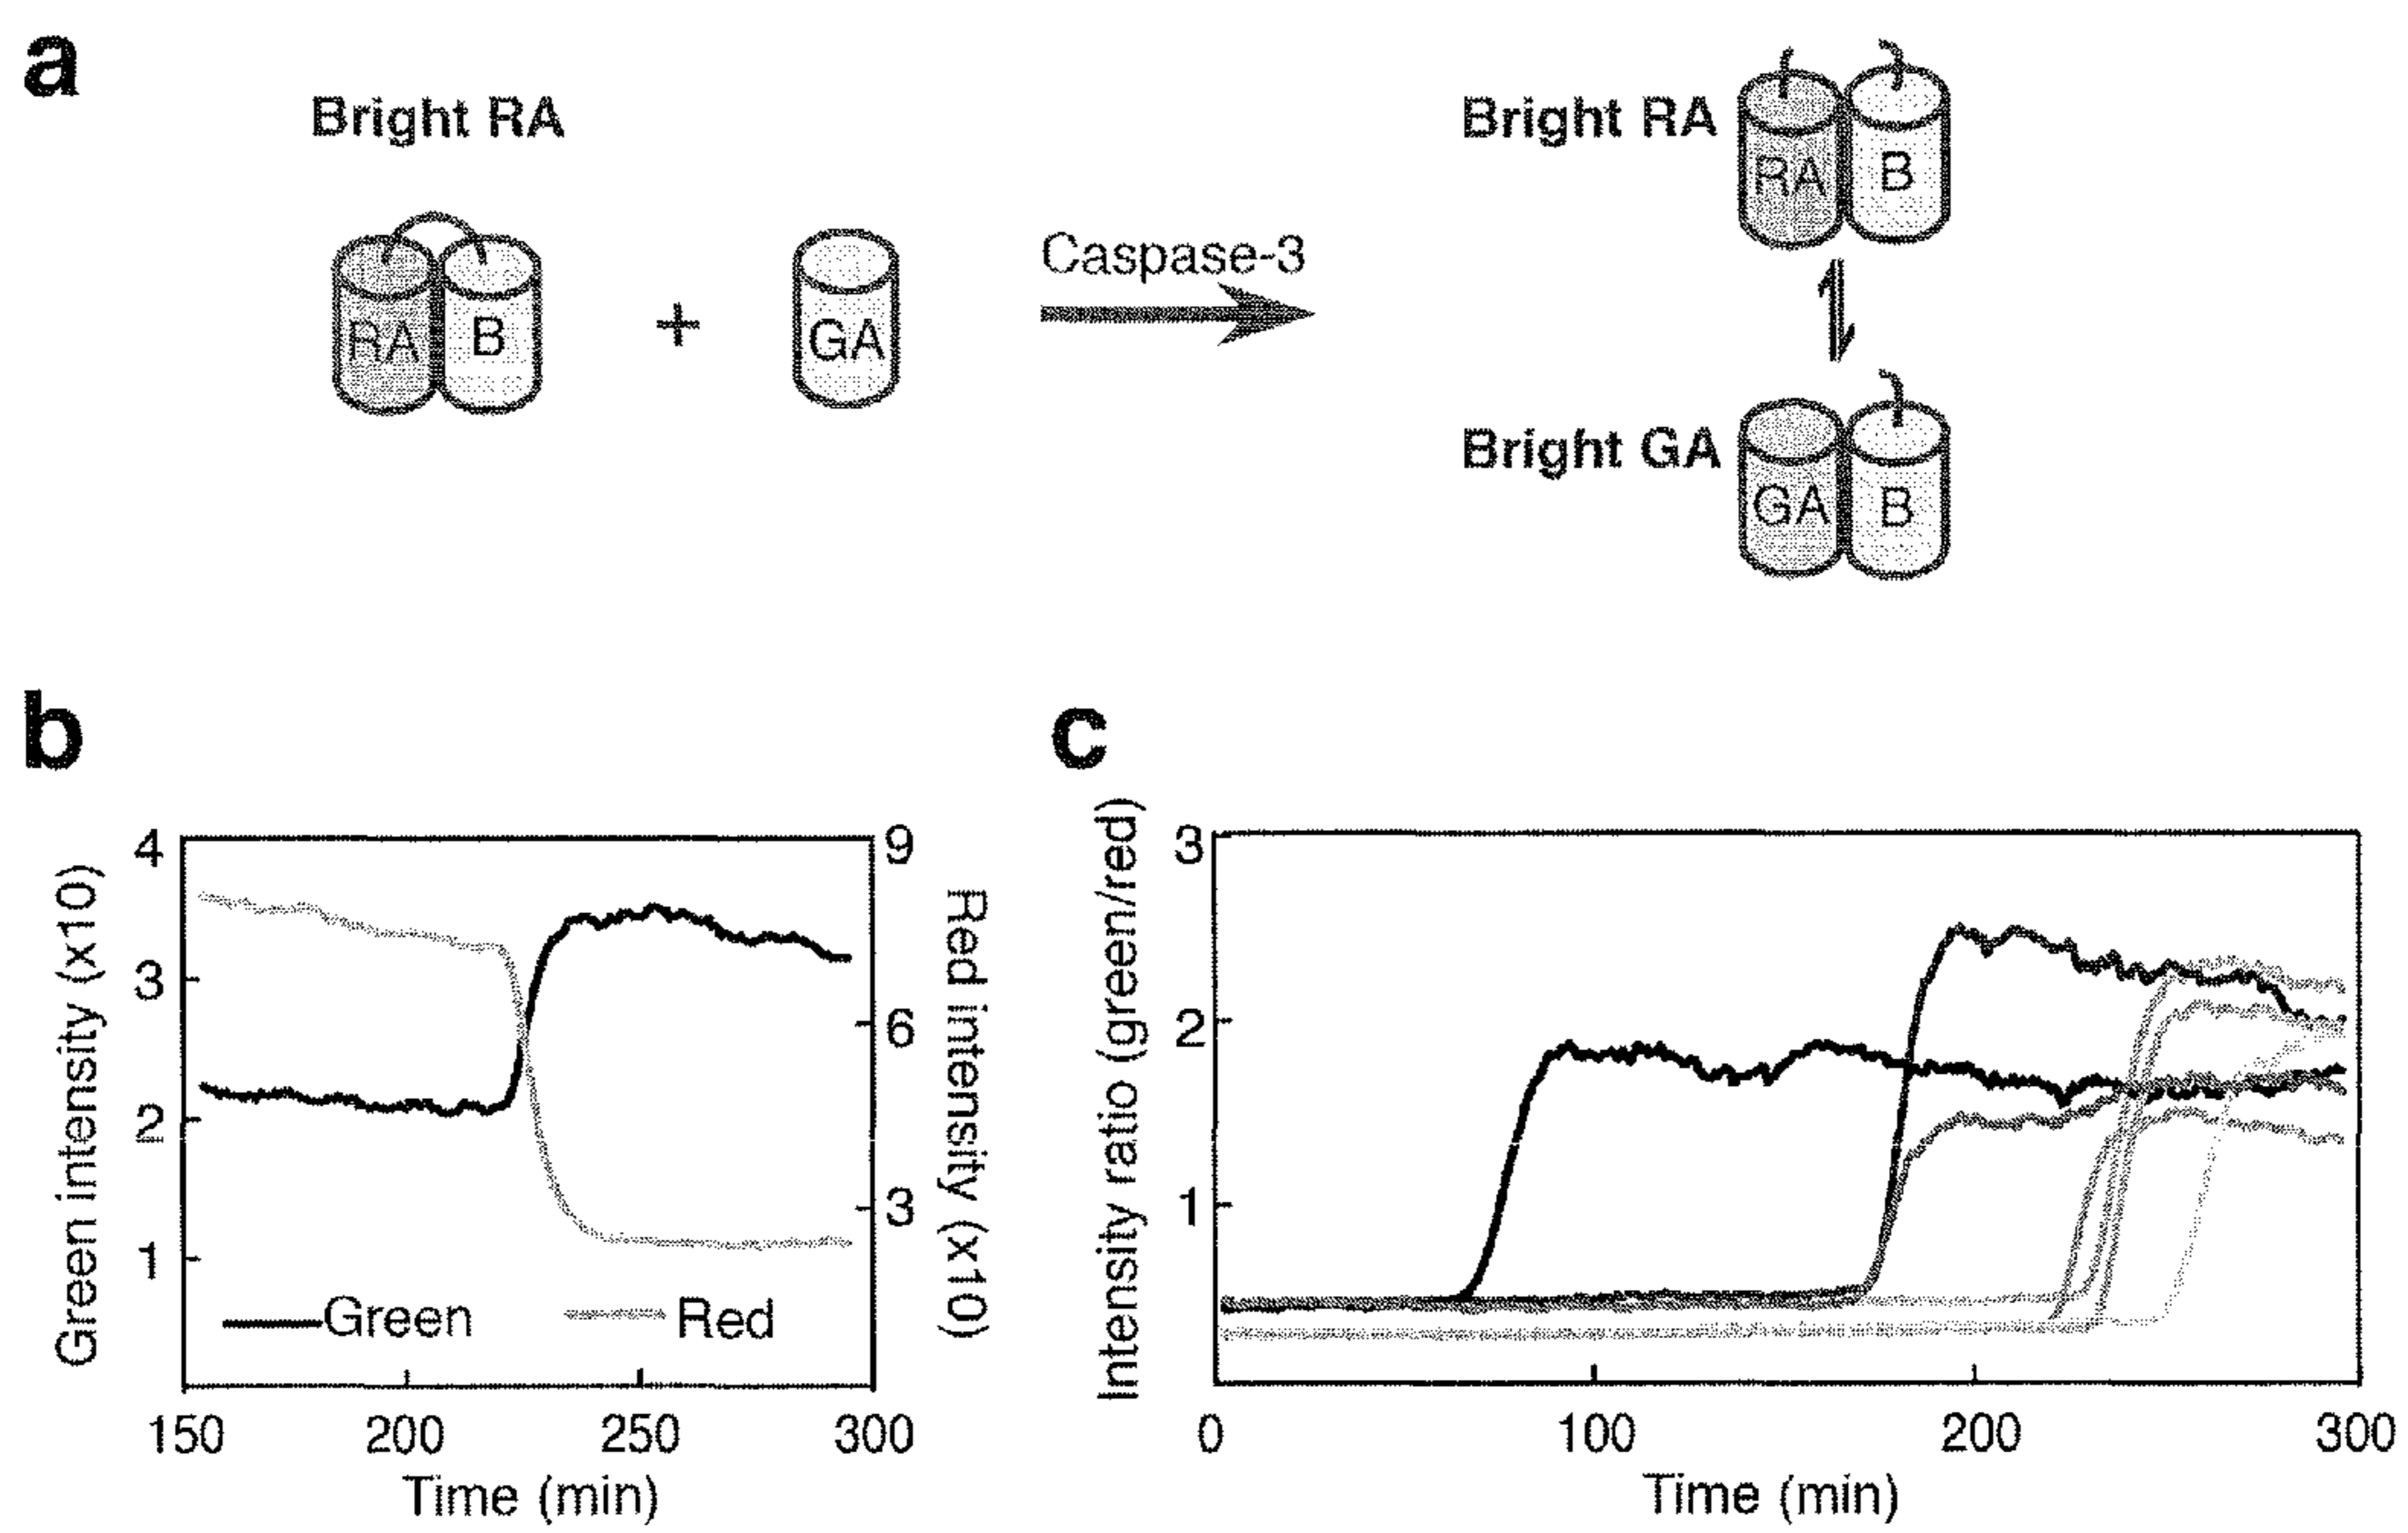 a
Bright RA
RA B
+
GA
Caspase-3
Bright RA
RA B
Bright GA
GA B
b
Green intensity (x10)
4
3
2
1
9
6
3
Red intensity (x10)
Green Red
150 200 250 300
Time (min)
c
Intensity ratio (green/red)
3
2
1
0 100 200 300
Time (min)